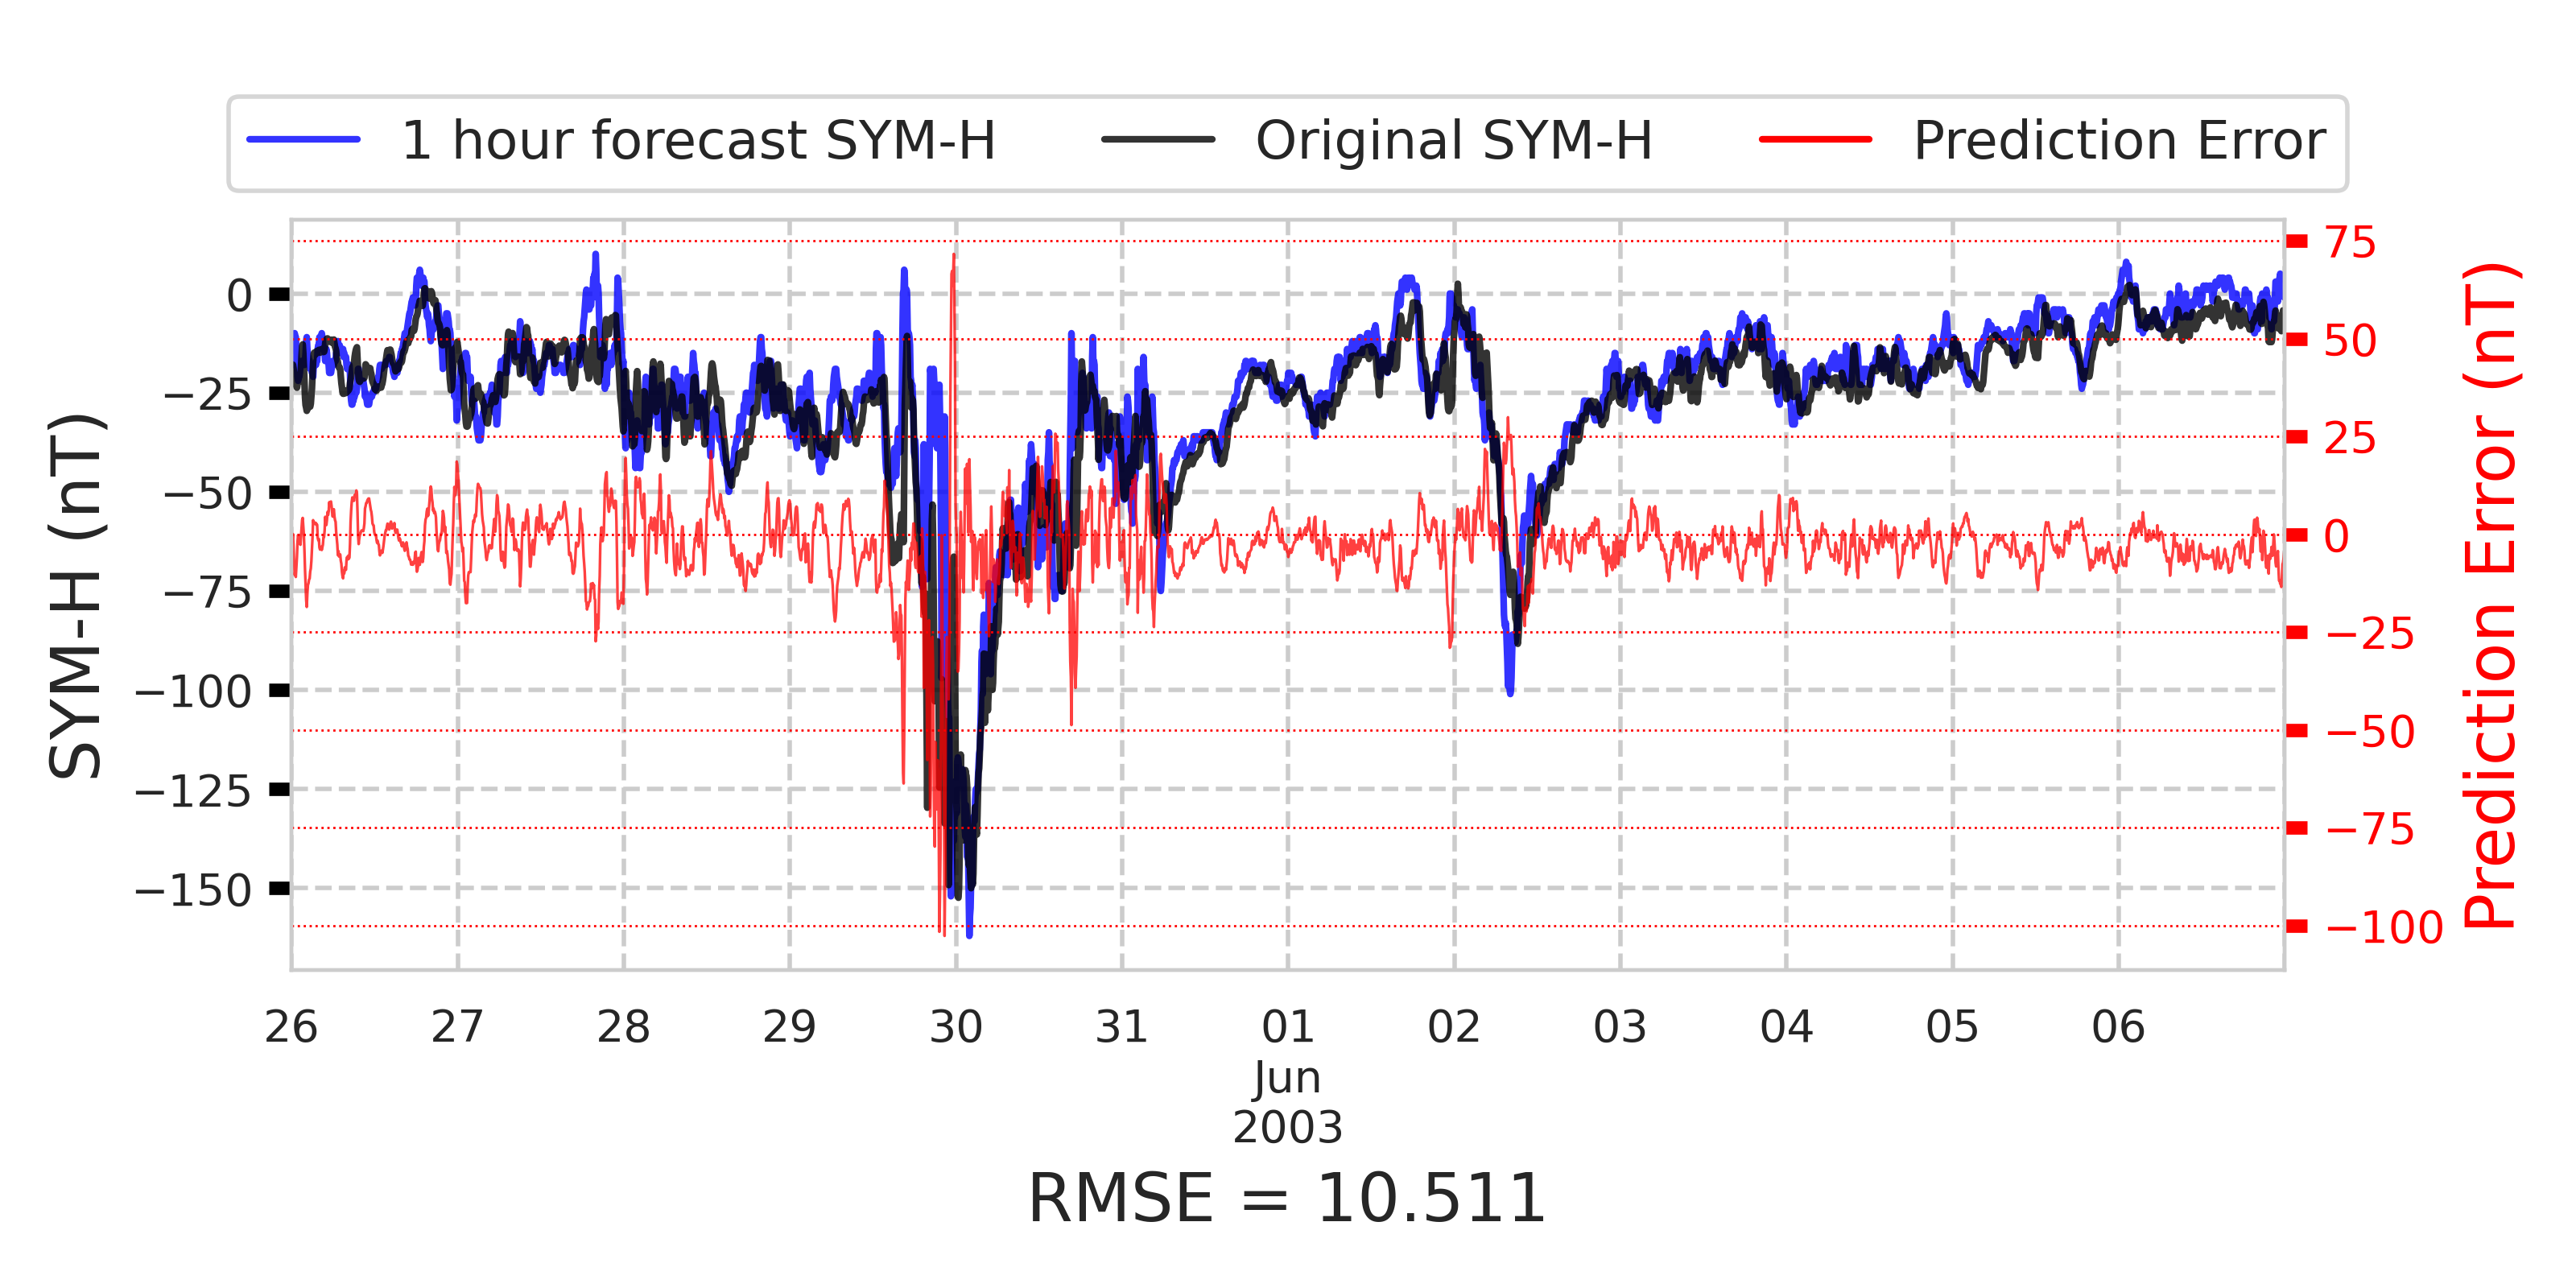 1 hour forecast SYM-H Original SYM-H Prediction Error
SYM-H (nT)
0
−25
−50
−75
−100
−125
−150
75
50
25
0
−25
−50
−75
−100
Prediction Error (nT)
26 27 28 29 30 31 01 02 03 04 05 06
Jun
2003
RMSE = 10.511